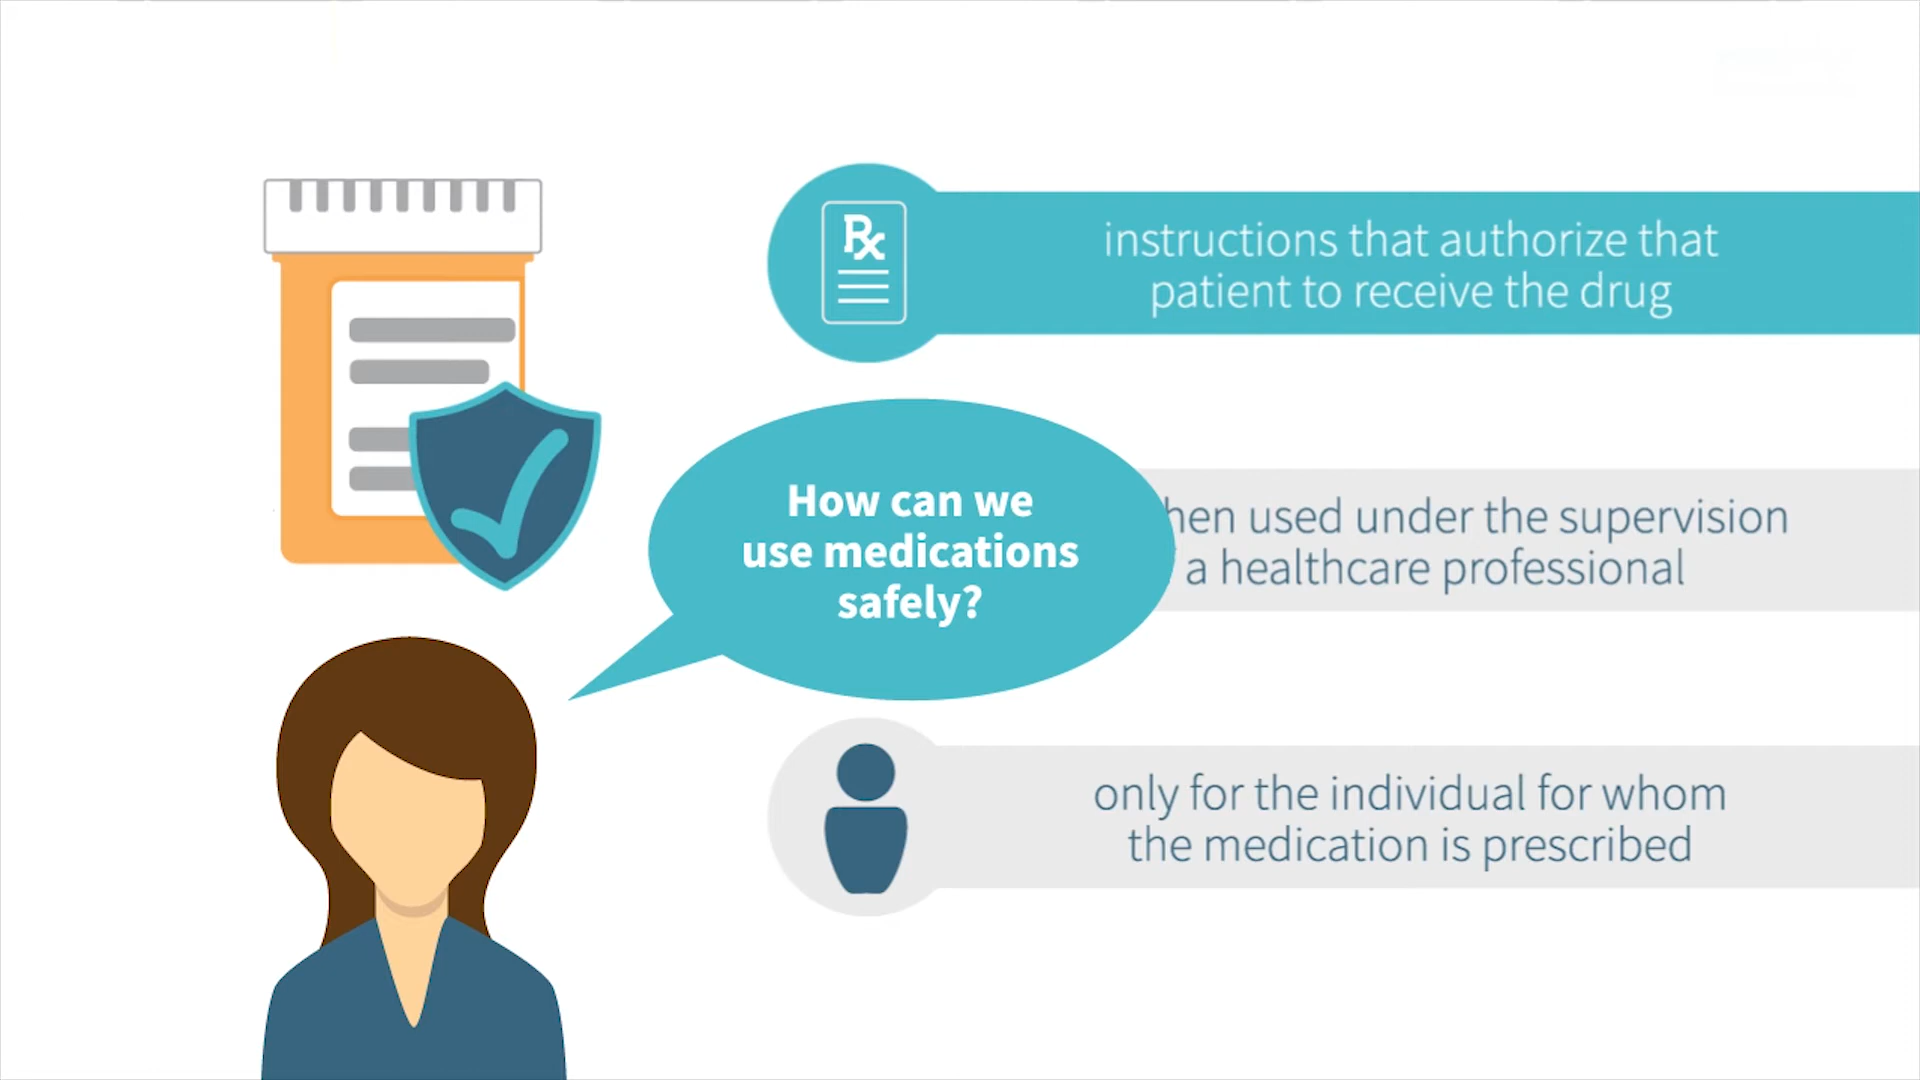 Rx
instructions that authorize that
patient to receive the drug
How can we
use medications
safely?
used under the supervision
a healthcare professional
only for the individual for whom
the medication is prescribed